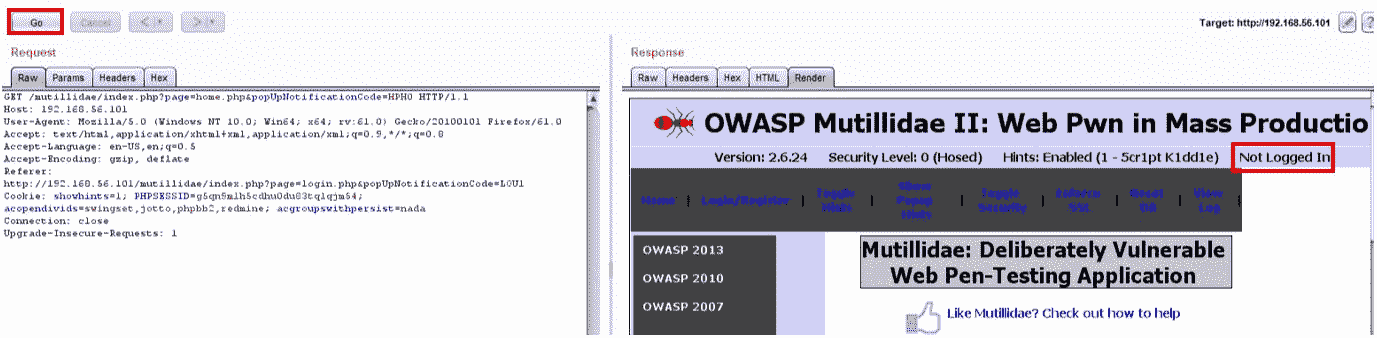 Go
Cancel
<
>
Target: http://192.168.56.101
?
Request
Raw Params Headers Hex
GET /mutillidae/index.php?page=home.php&popUpNotificationCode=HPH0 HTTP/1.1
Host: 192.168.56.101
User-Agent: Mozilla/5.0 (Windows NT 10.0; Win64; x64; rv:61.0) Gecko/20100101 Firefox/61.0
Accept: text/html,application/xhtml+xml,application/xml;q=0.9,*/*;q=0.8
Accept-Language: en-US,en;q=0.5
Accept-Encoding: gzip, deflate
Referer:
http://192.168.56.101/mutillidae/index.php?page=login.php&popUpNotificationCode=LOU1
Cookie: showhints=1;
acopendivids=swingset,jotto,phpbb2,redmine; acgroupswithpersist=nada
Connection: close
Upgrade-Insecure-Requests: 1
Response
Raw Headers Hex HTML Render
OWASP Mutillidae II: Web Pwn in Mass Productio
Version: 2.6.24 Security Level: 0 (Hosed) Hints: Enabled (1 - 5cr1pt K1dd1e) Not Logged In
Home | Login/Register | Toggle Hints | Show Popup Hints | Toggle Security | Enforce SSL | Reset DB | View Log |
OWASP 2013
OWASP 2010
OWASP 2007
Mutillidae: Deliberately Vulnerable
Web Pen-Testing Application
Like Mutillidae? Check out how to help